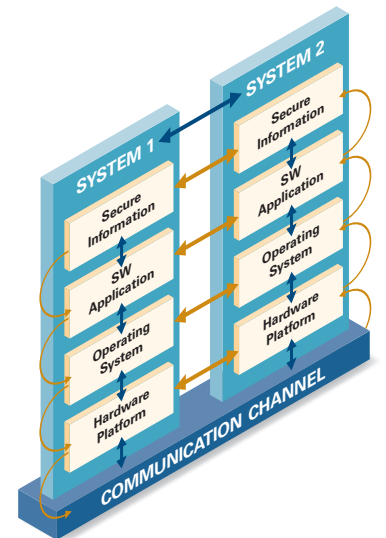 SYSTEM 1
Secure
Information
SW
Application
Operating
System
Hardware
Platform
SYSTEM 2
Secure
Information
SW
Application
Operating
System
Hardware
Platform
COMMUNICATION CHANNEL